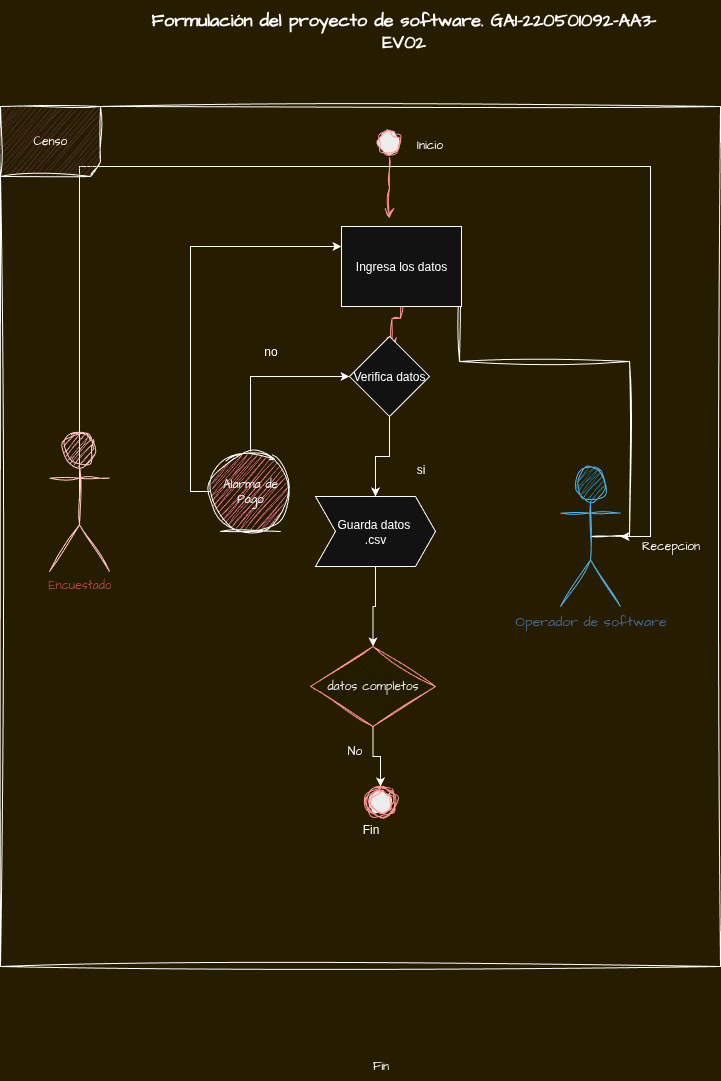 Formulación del proyecto de software. GA1-220501092-AA3-
EV02
Censo
Inicio
Ingresa los datos
no
Verifica datos
si
Alarma de
Pago
Guarda datos
.csv
Recepcion
Encuestado
Operador de software
datos completos
No
Fin
Fin